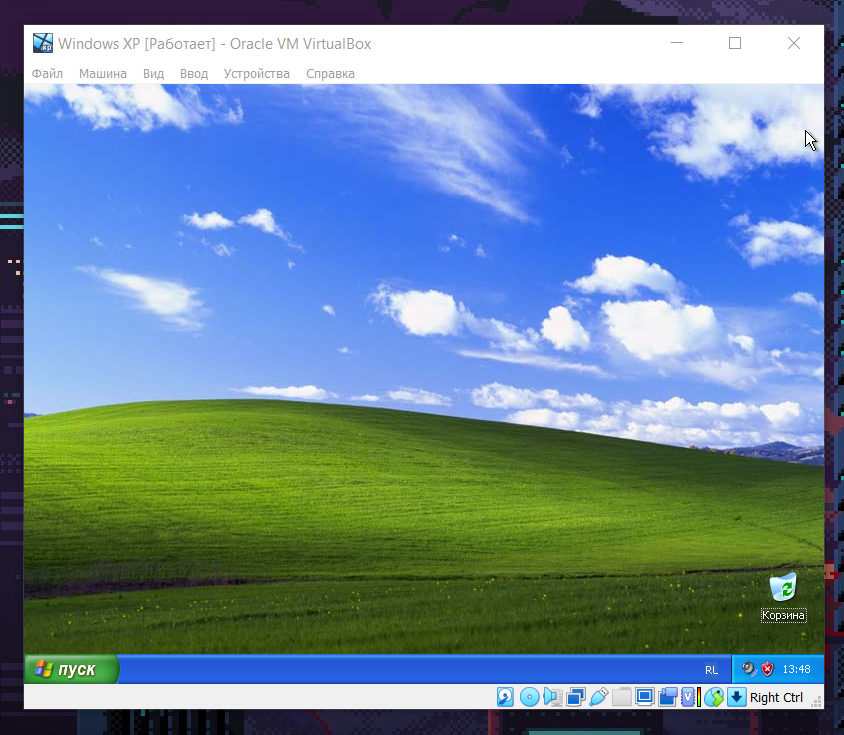 Windows XP [Работает] - Oracle VM VirtualBox
Файл Машина Вид Ввод Устройства Справка
Корзина
пуск RL 13:48
Right Ctrl